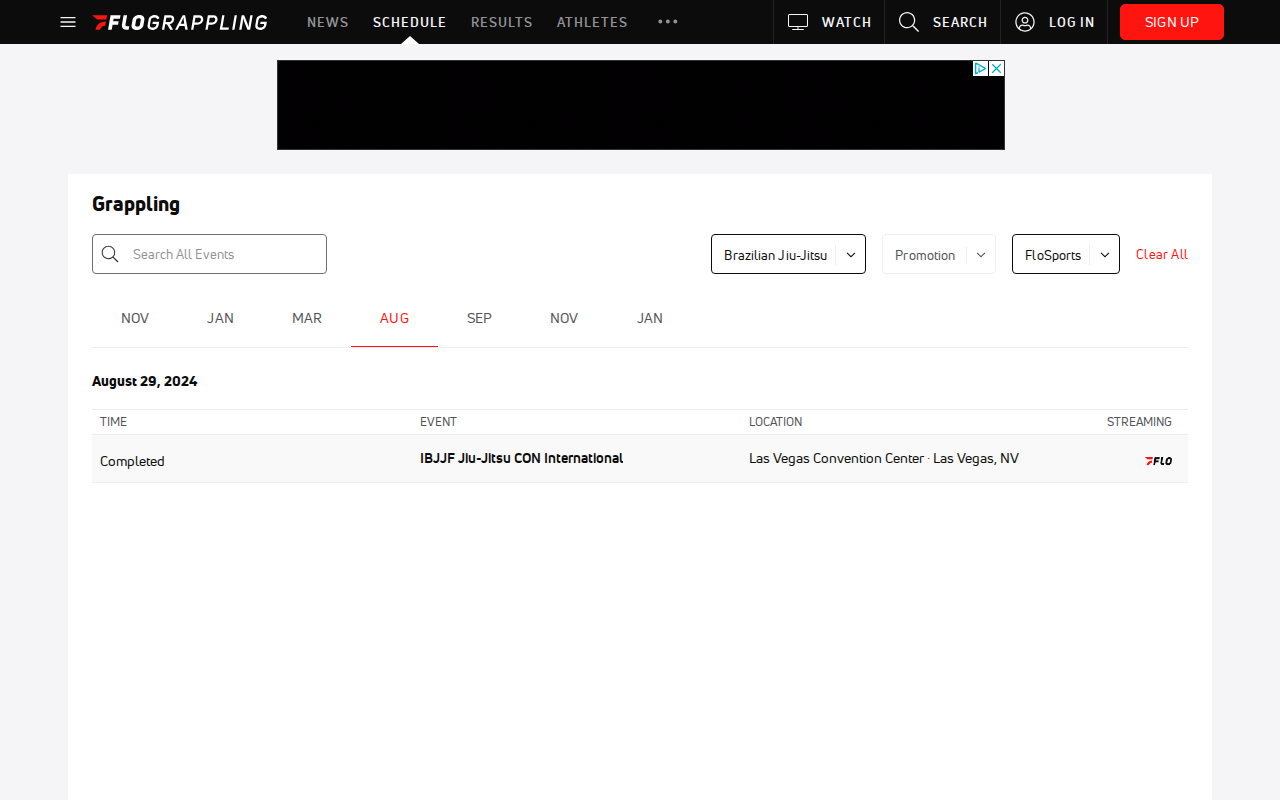 FLOGRAPPLING NEWS SCHEDULE RESULTS ATHLETES WATCH SEARCH LOG IN SIGN UP
Grappling
Search All Events Brazilian Jiu-Jitsu Promotion FloSports Clear All
NOV JAN MAR AUG SEP NOV JAN
August 29, 2024
TIME EVENT LOCATION STREAMING
Completed IBJJF Jiu-Jitsu CON International Las Vegas Convention Center · Las Vegas, NV FLO